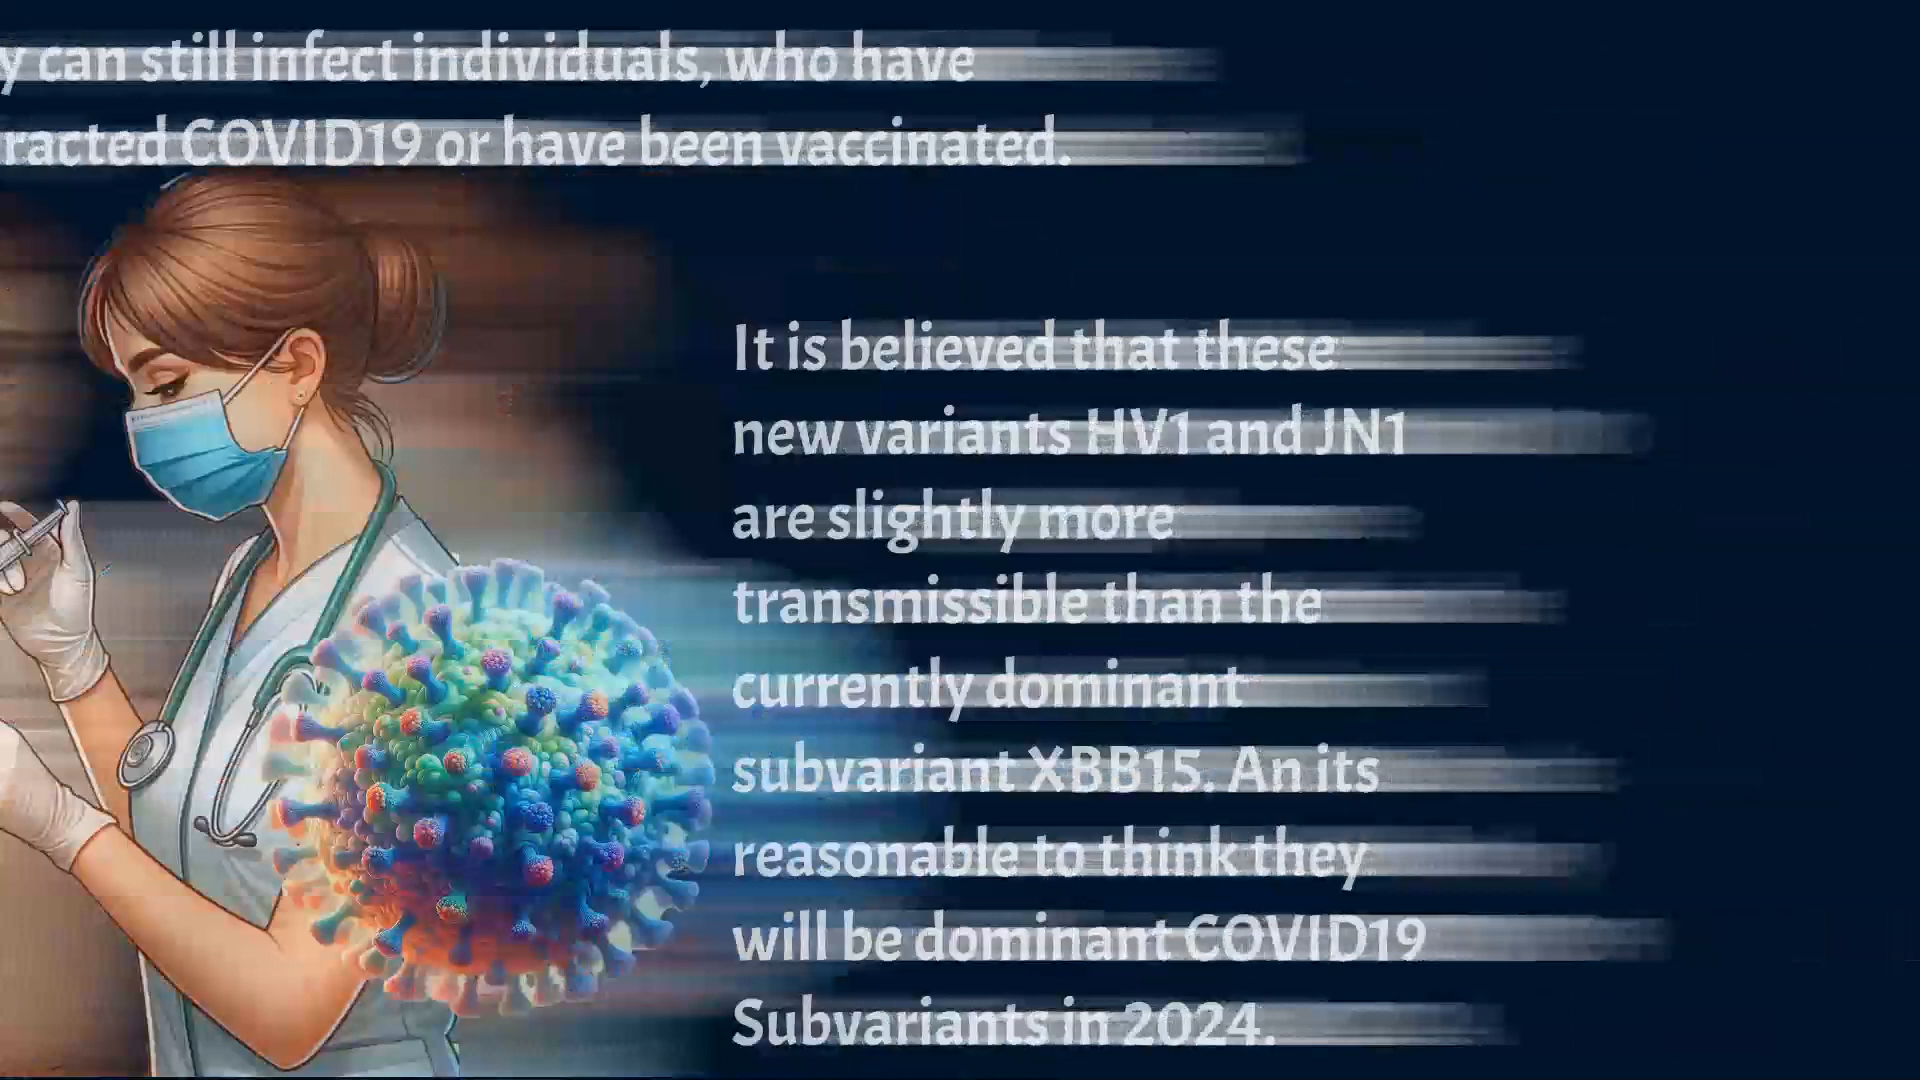 can still infect individuals, who have
COVID19 or have been vaccinated.
It is believed that these
new variants HV1 and JN1
are slightly more
transmissible than the
currently dominant
subvariant XBB15. An its
reasonable to think they
will be dominant COVID19
Subvariants in 2024.